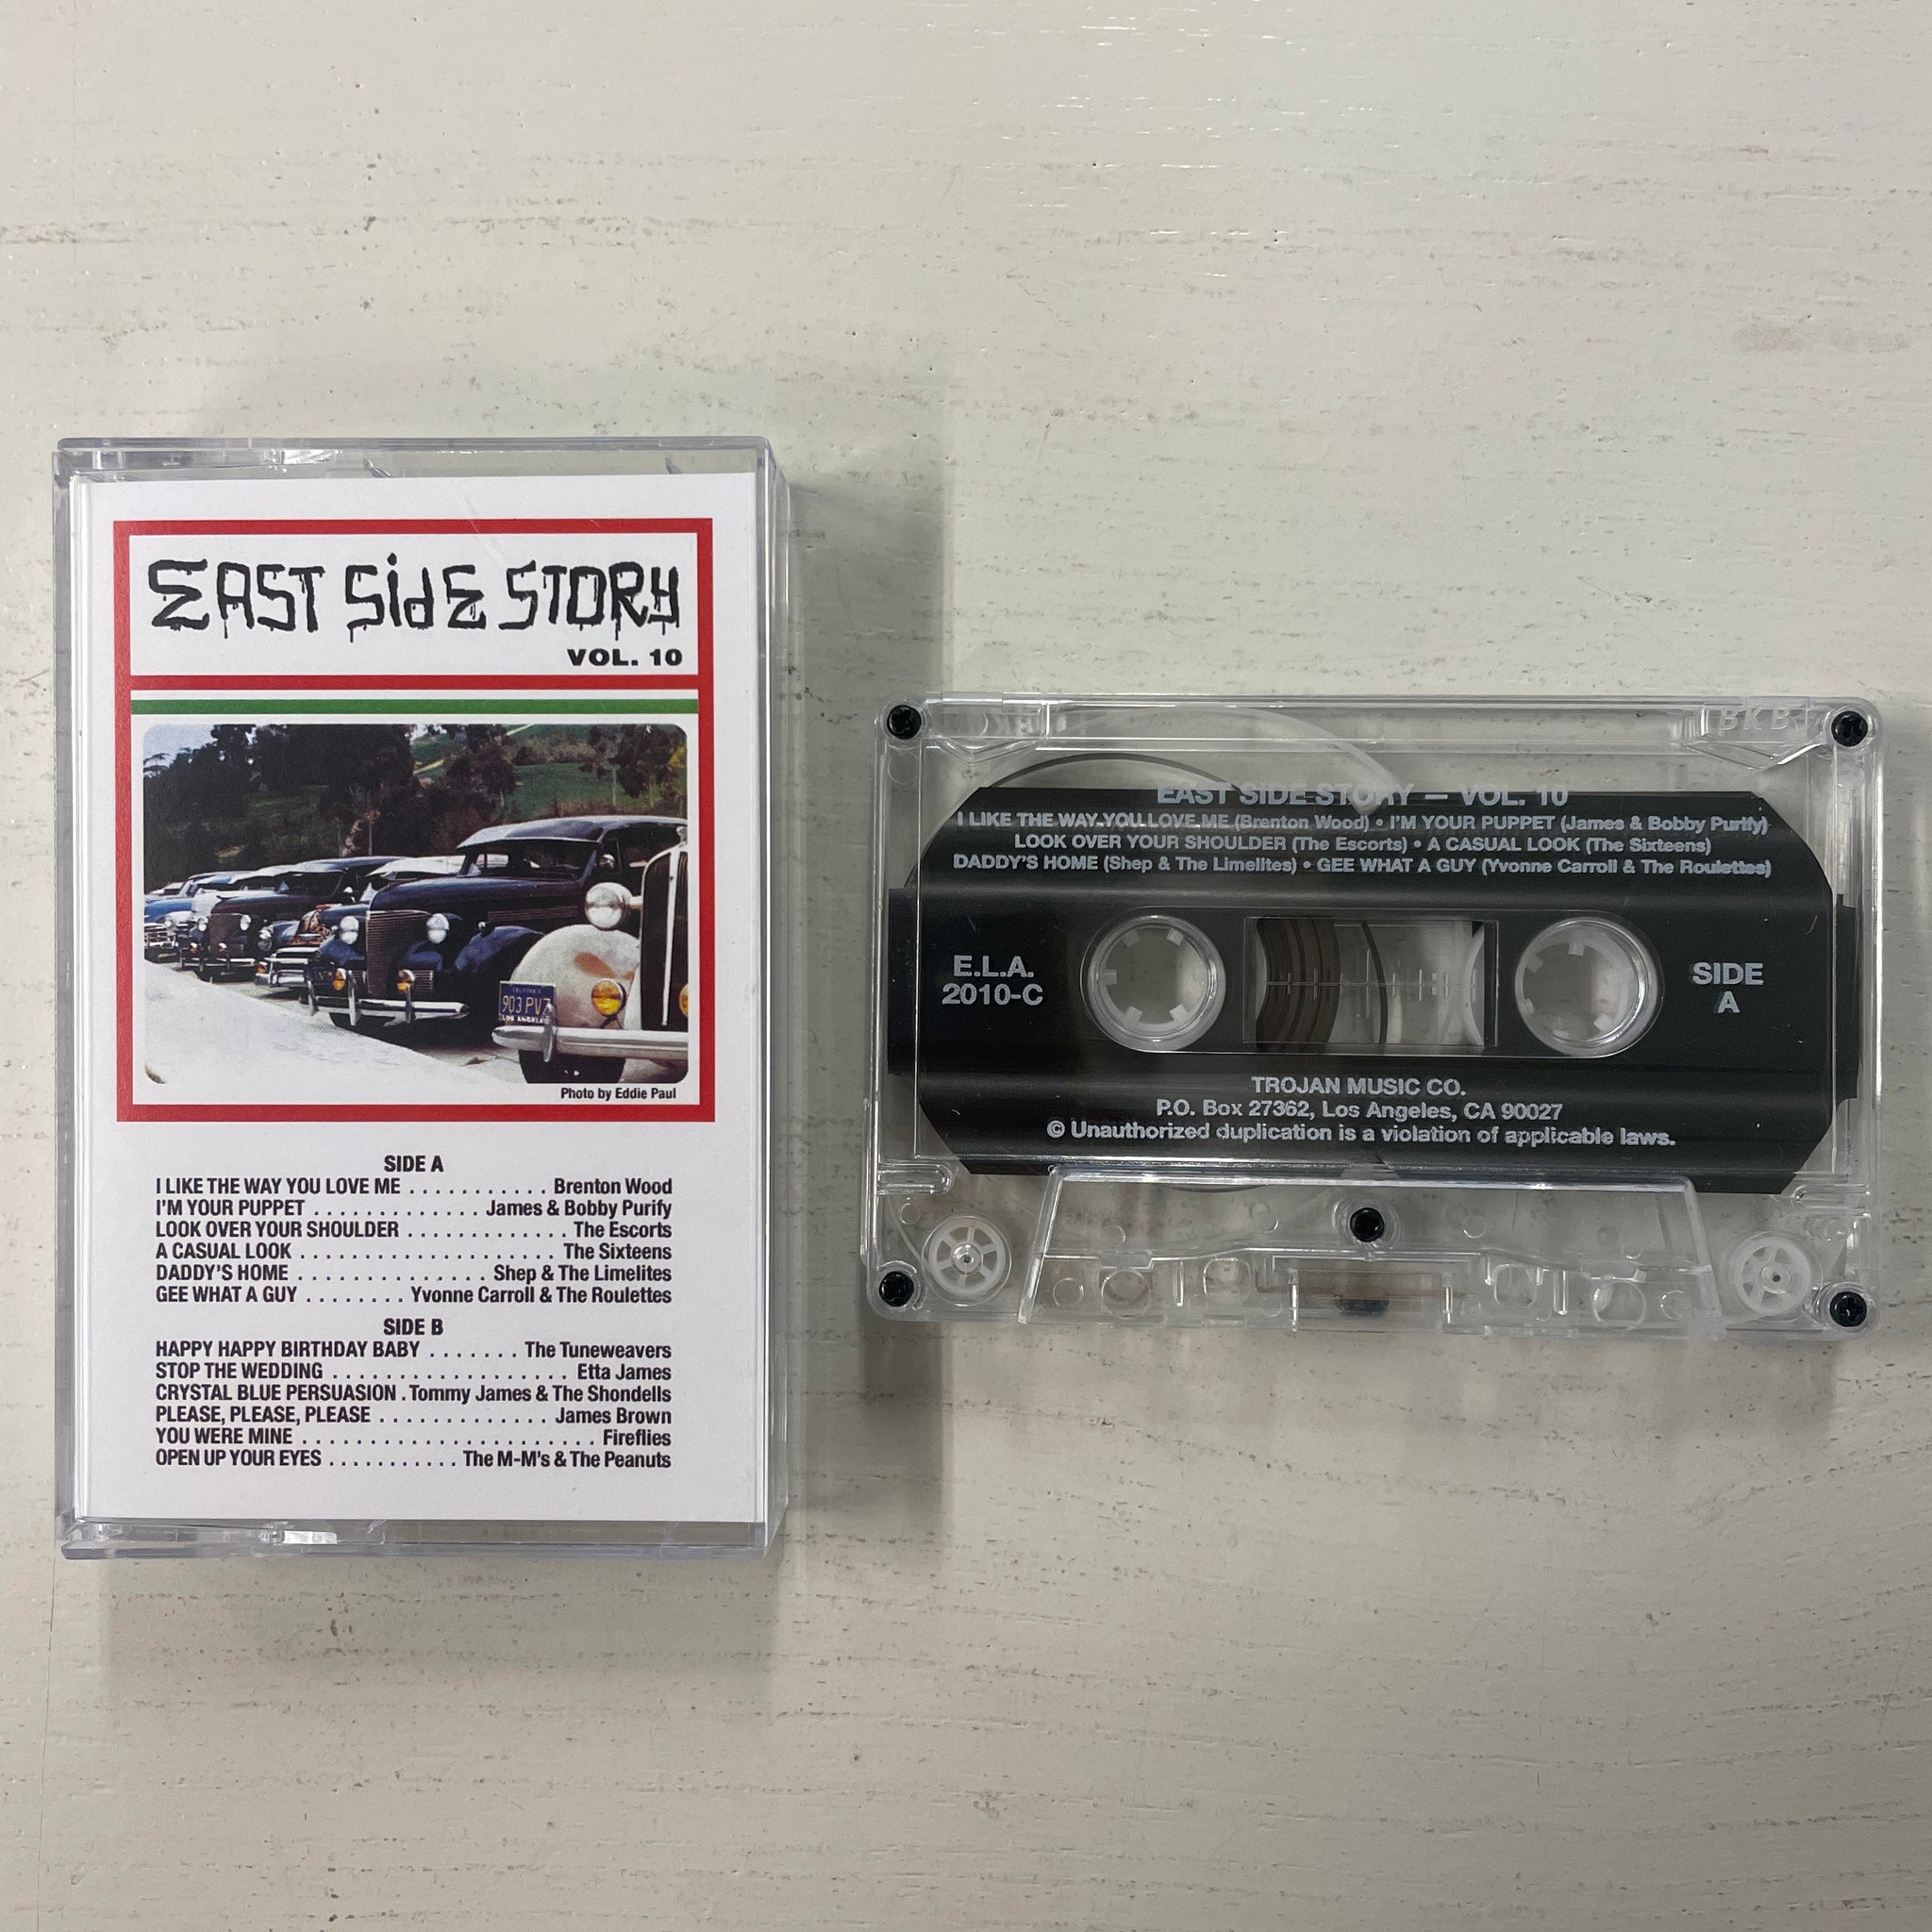 EAST SidE STORY
VOL. 10
CALIFORNIA
903 PVZ
LOS ANGELES
Photo by Eddie Paul
SIDE A
I LIKE THE WAY YOU LOVE ME . . . . . . . . . . . Brenton Wood
I'M YOUR PUPPET . . . . . . . . . . . . . James & Bobby Purify
LOOK OVER YOUR SHOULDER . . . . . . . . . . . . . The Escorts
A CASUAL LOOK . . . . . . . . . . . . . . . . . . . . The Sixteens
DADDY'S HOME . . . . . . . . . . . . . . . Shep & The Limelites
GEE WHAT A GUY . . . . . . . . Yvonne Carroll & The Roulettes
SIDE B
HAPPY HAPPY BIRTHDAY BABY . . . . . . . The Tuneweavers
STOP THE WEDDING . . . . . . . . . . . . . . . . . . Etta James
CRYSTAL BLUE PERSUASION . Tommy James & The Shondells
PLEASE, PLEASE, PLEASE . . . . . . . . . . . . . James Brown
YOU WERE MINE . . . . . . . . . . . . . . . . . . . . . . . Fireflies
OPEN UP YOUR EYES . . . . . . . . . . . The M-M's & The Peanuts
EAST SIDE STORY — VOL. 10
I LIKE THE WAY YOU LOVE ME (Brenton Wood) • I'M YOUR PUPPET (James & Bobby Purify)
LOOK OVER YOUR SHOULDER (The Escorts) • A CASUAL LOOK (The Sixteens)
DADDY'S HOME (Shep & The Limelites) • GEE WHAT A GUY (Yvonne Carroll & The Roulettes)
E.L.A.
2010-C
SIDE
A
TROJAN MUSIC CO.
P.O. Box 27362, Los Angeles, CA 90027
© Unauthorized duplication is a violation of applicable laws.